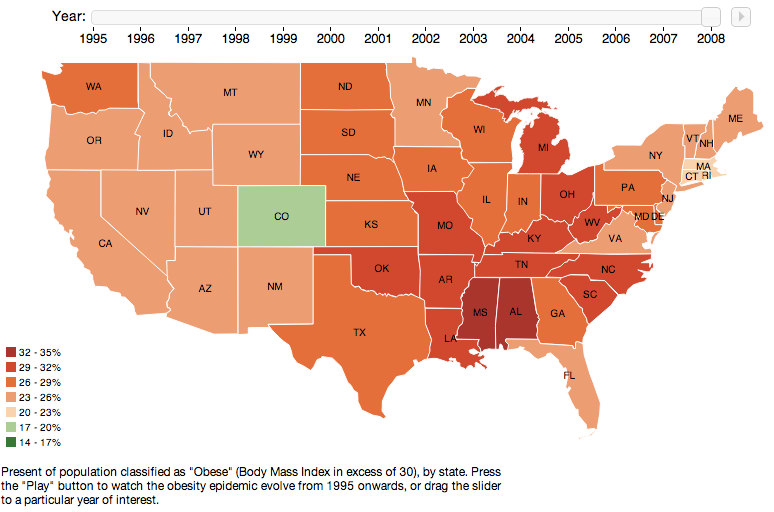 Year:
1995 1996 1997 1998 1999 2000 2001 2002 2003 2004 2005 2006 2007 2008
WA
MT
ND
MN
ME
OR
ID
SD
WI
MI
VT
NH
NY
WY
MA
CT RI
IA
NE
PA
NJ
NV
UT
CO
IL
IN
OH
MD DE
KS
MO
WV
VA
CA
KY
AZ
NM
OK
AR
TN
NC
SC
MS
AL
GA
TX
LA
FL
32 - 35%
29 - 32%
26 - 29%
23 - 26%
20 - 23%
17 - 20%
14 - 17%
Present of population classified as "Obese" (Body Mass Index in excess of 30), by state. Press
the "Play" button to watch the obesity epidemic evolve from 1995 onwards, or drag the slider
to a particular year of interest.